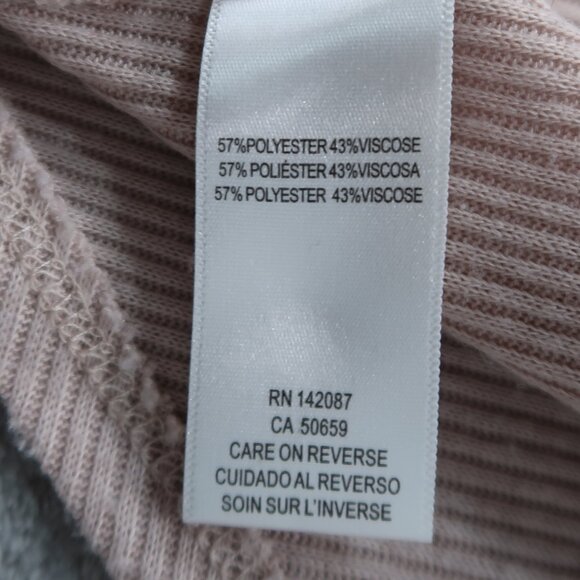 57%POLYESTER 43%VISCOSE
57% POLIÉSTER 43%VISCOSA
57% POLYESTER 43%VISCOSE
RN 142087
CA 50659
CARE ON REVERSE
CUIDADO AL REVERSO
SOIN SUR L'INVERSE